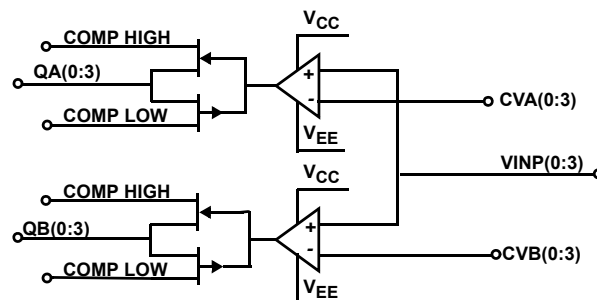 COMP HIGH
VCC
QA(0:3)
+
-
CVA(0:3)
COMP LOW
VEE
VINP(0:3)
COMP HIGH
VCC
QB(0:3)
+
-
CVB(0:3)
COMP LOW
VEE